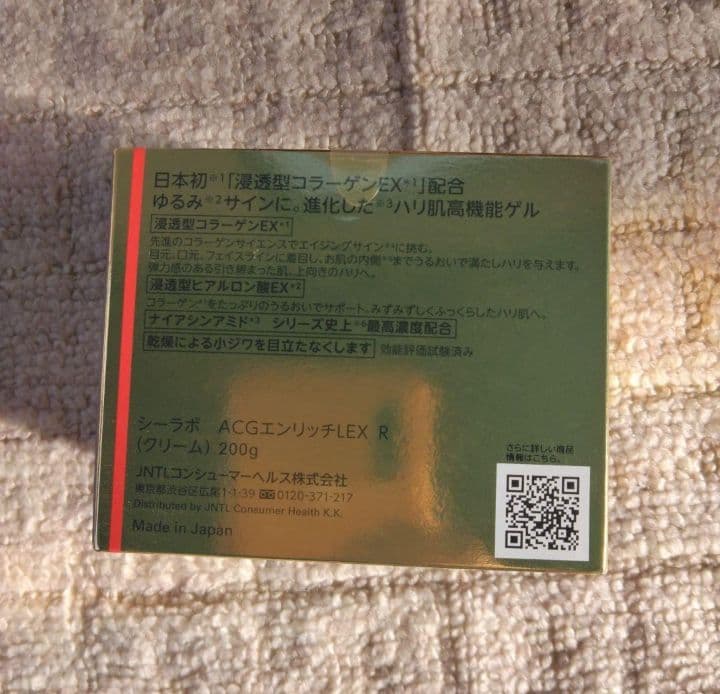 日本初※1「浸透型コラーゲンEX※1」配合
ゆるみ※2サインに。進化した※3ハリ肌高機能ゲル
浸透型コラーゲンEX*1
先進のコラーゲンサイエンスでエイジングサイン※4に挑む。
目元、口元、フェイスラインに着目し、お肌の内側※5までうるおいで満たしハリを与えます。
弾力感のある引き締まった肌、上向きのハリへ。
浸透型ヒアルロン酸EX*2
コラーゲン*1をたっぷりのうるおいでサポート。みずみずしくふっくらしたハリ肌へ。
ナイアシンアミド*3 シリーズ史上※6最高濃度配合
乾燥による小ジワを目立たなくします 効能評価試験済み
シーラボ ACGエンリッチLEX R
(クリーム) 200g
JNTLコンシューマーヘルス株式会社
東京都渋谷区広尾1-1-39 0120-371-217
Distributed by JNTL Consumer Health K.K.
Made in Japan
さらに詳しい商品
情報はこちら。